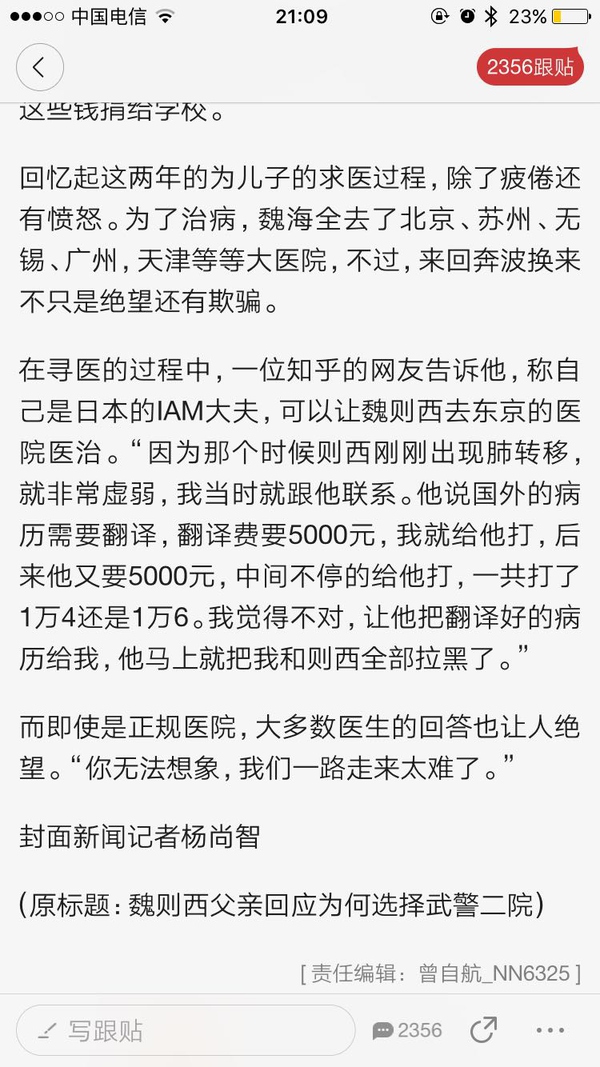 中国电信 21:09 23%
2356跟贴
这些钱捐给学校。
回忆起这两年的为儿子的求医过程，除了疲倦还
有愤怒。为了治病，魏海全去了北京、苏州、无
锡、广州，天津等等大医院，不过，来回奔波换来
不只是绝望还有欺骗。
在寻医的过程中，一位知乎的网友告诉他，称自
己是日本的IAM大夫，可以让魏则西去东京的医
院医治。“因为那个时候则西刚刚出现肺转移，
就非常虚弱，我当时就跟他联系。他说国外的病
历需要翻译，翻译费要5000元，我就给他打，后
来他又要5000元，中间不停的给他打，一共打了
1万4还是1万6。我觉得不对，让他把翻译好的病
历给我，他马上就把我和则西全部拉黑了。”
而即使是正规医院，大多数医生的回答也让人绝
望。“你无法想象，我们一路走来太难了。”
封面新闻记者杨尚智
(原标题：魏则西父亲回应为何选择武警二院)
[ 责任编辑：曾自航_NN6325 ]
写跟贴 2356